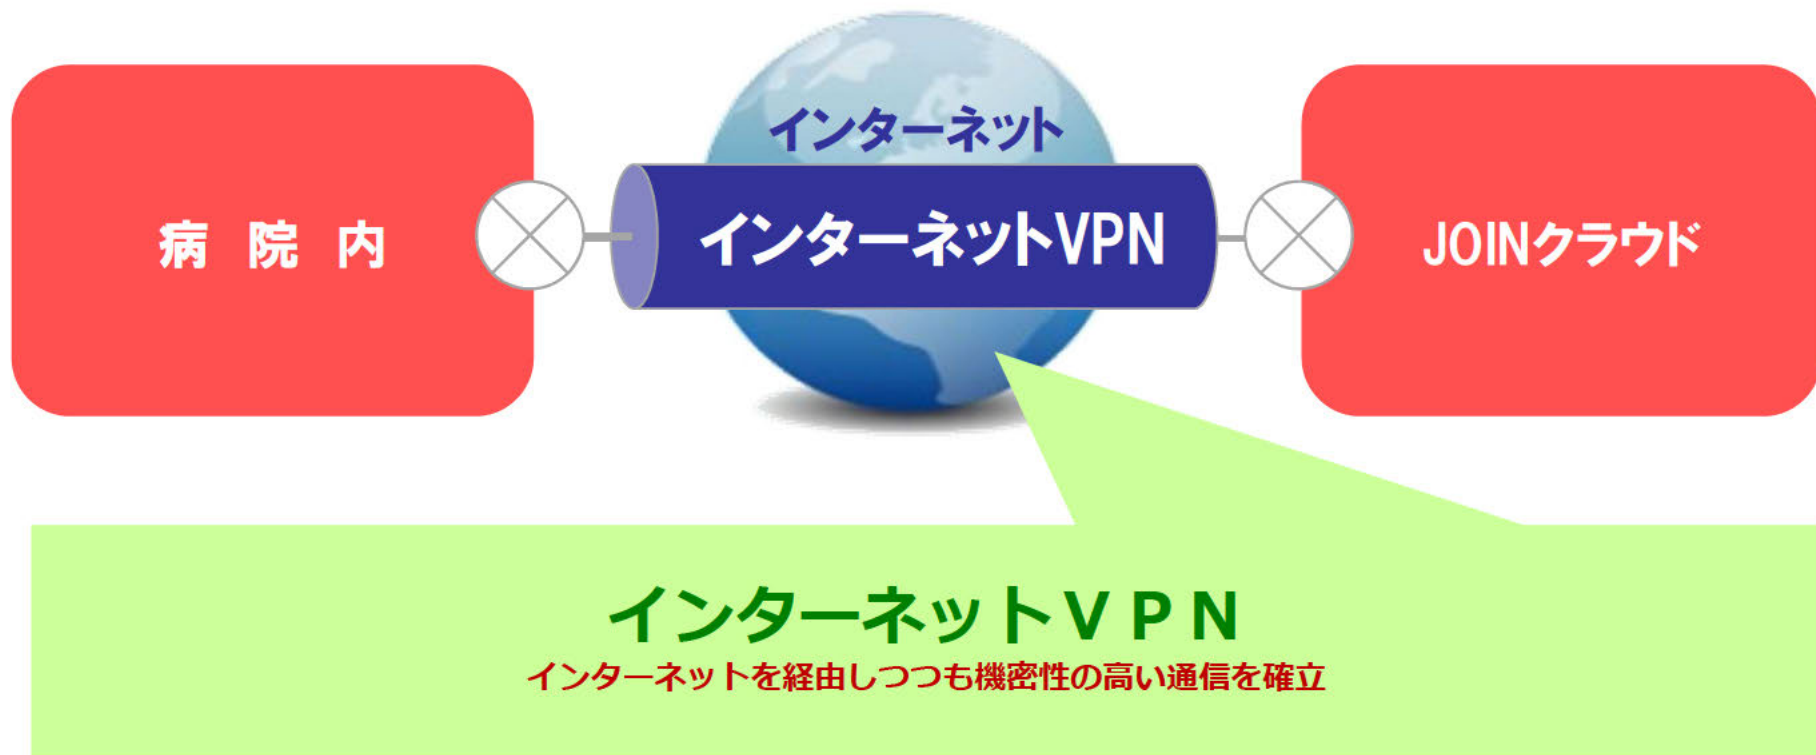 インターネット
病 院 内
インターネットVPN
JOINクラウド
インターネットＶＰＮ
インターネットを経由しつつも機密性の高い通信を確立